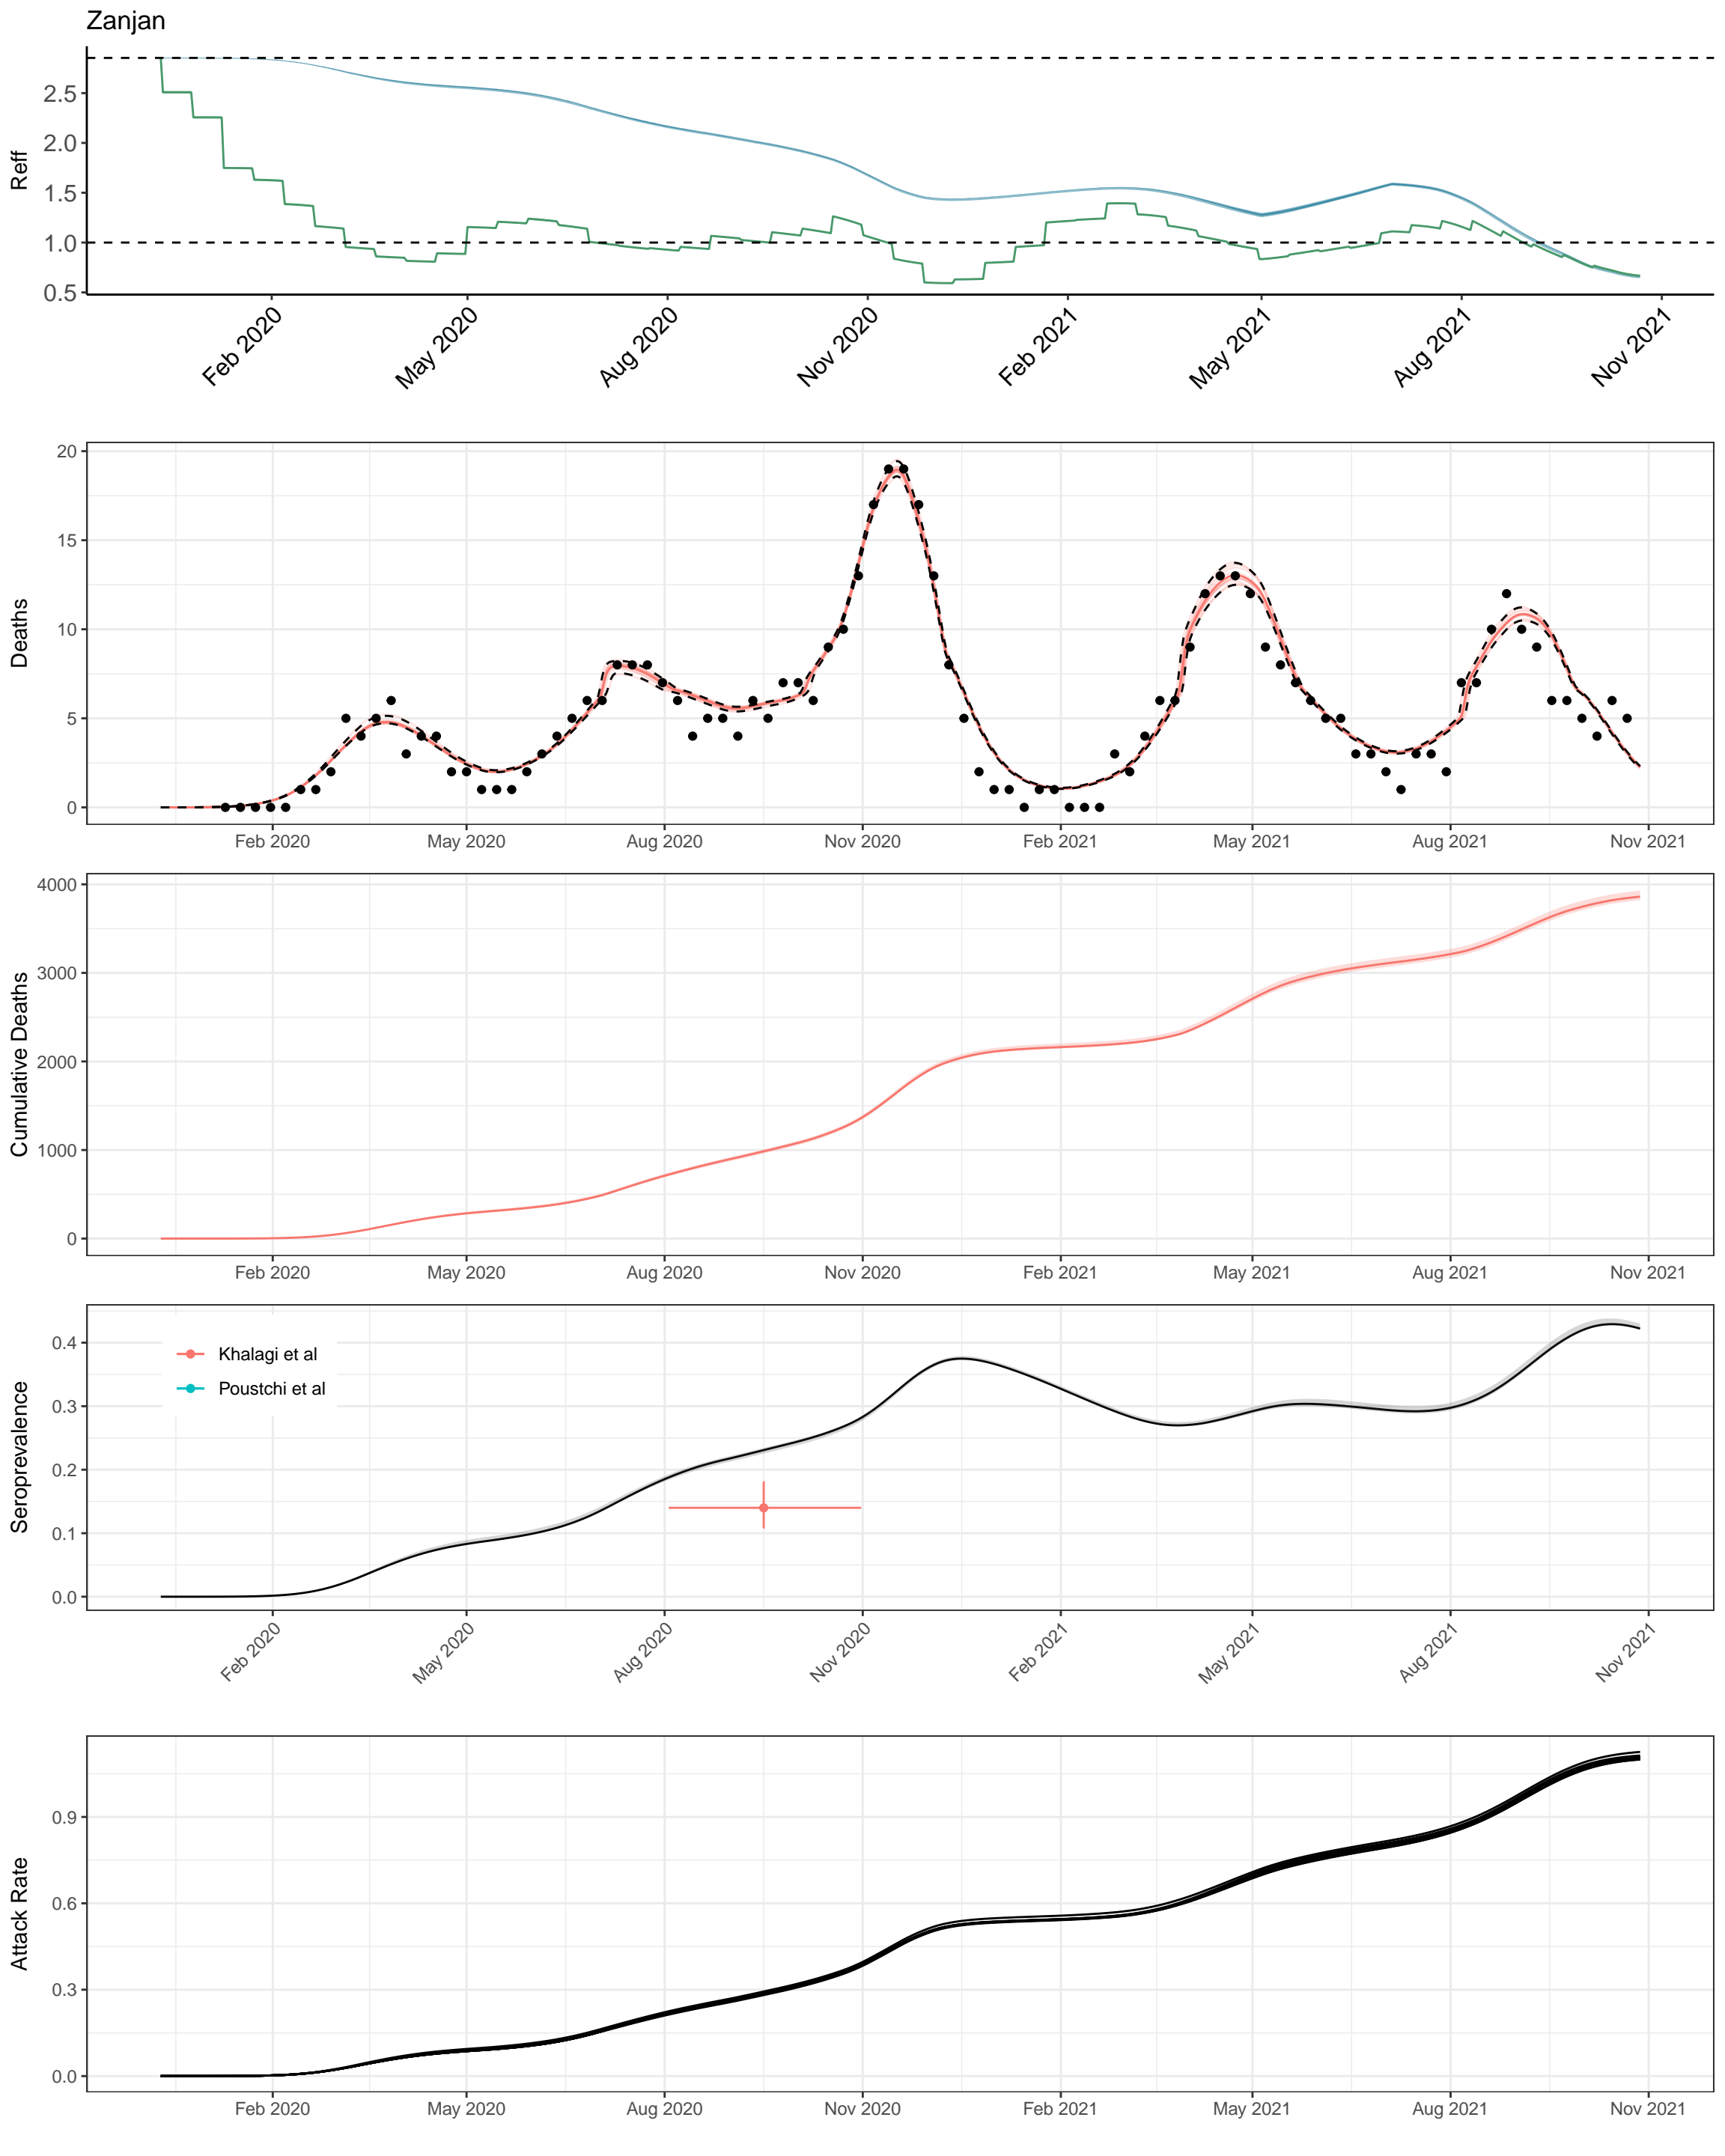 Zanjan
Reff
2.5
2.0
1.5
1.0
0.5
Feb 2020
May 2020
Aug 2020
Nov 2020
Feb 2021
May 2021
Aug 2021
Nov 2021
Deaths
20
15
10
5
0
Feb 2020
May 2020
Aug 2020
Nov 2020
Feb 2021
May 2021
Aug 2021
Nov 2021
Cumulative Deaths
4000
3000
2000
1000
0
Feb 2020
May 2020
Aug 2020
Nov 2020
Feb 2021
May 2021
Aug 2021
Nov 2021
Seroprevalence
0.4
0.3
0.2
0.1
0.0
Khalagi et al
Poustchi et al
Feb 2020
May 2020
Aug 2020
Nov 2020
Feb 2021
May 2021
Aug 2021
Nov 2021
Attack Rate
0.9
0.6
0.3
0.0
Feb 2020
May 2020
Aug 2020
Nov 2020
Feb 2021
May 2021
Aug 2021
Nov 2021